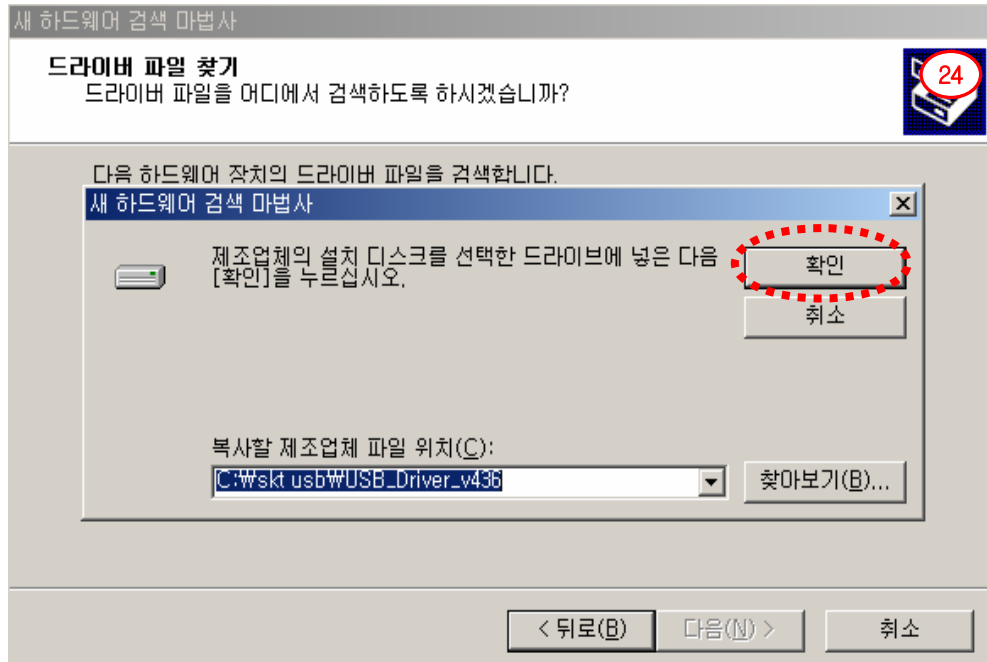 새 하드웨어 검색 마법사
드라이버 파일 찾기
드라이버 파일을 어디에서 검색하도록 하시겠습니까?
24
다음 하드웨어 장치의 드라이버 파일을 검색합니다.
새 하드웨어 검색 마법사
제조업체의 설치 디스크를 선택한 드라이브에 넣은 다음
[확인]을 누르십시오.
확인
취소
복사할 제조업체 파일 위치(C):
C:₩skt usb₩USB_Driver_v436
찾아보기(B)...
< 뒤로(B)
다음(N) >
취소